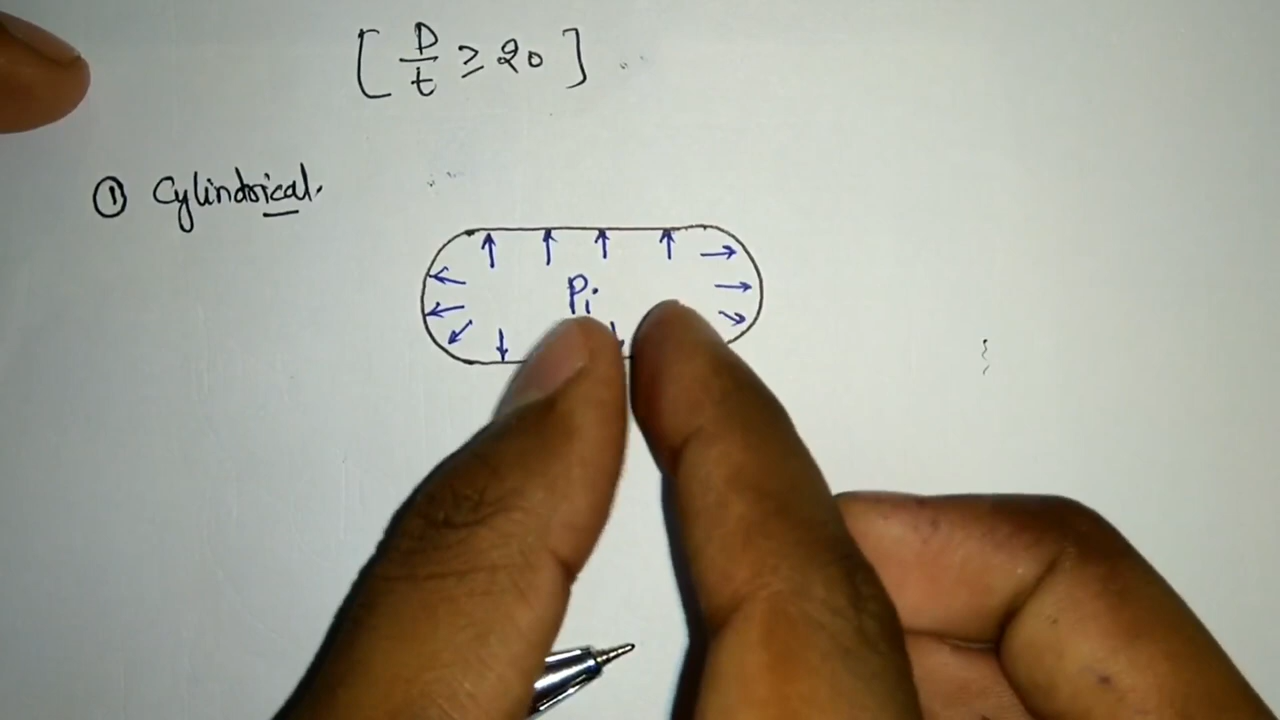 [ D/t ≥ 20 ]
① Cylindrical.
Pi